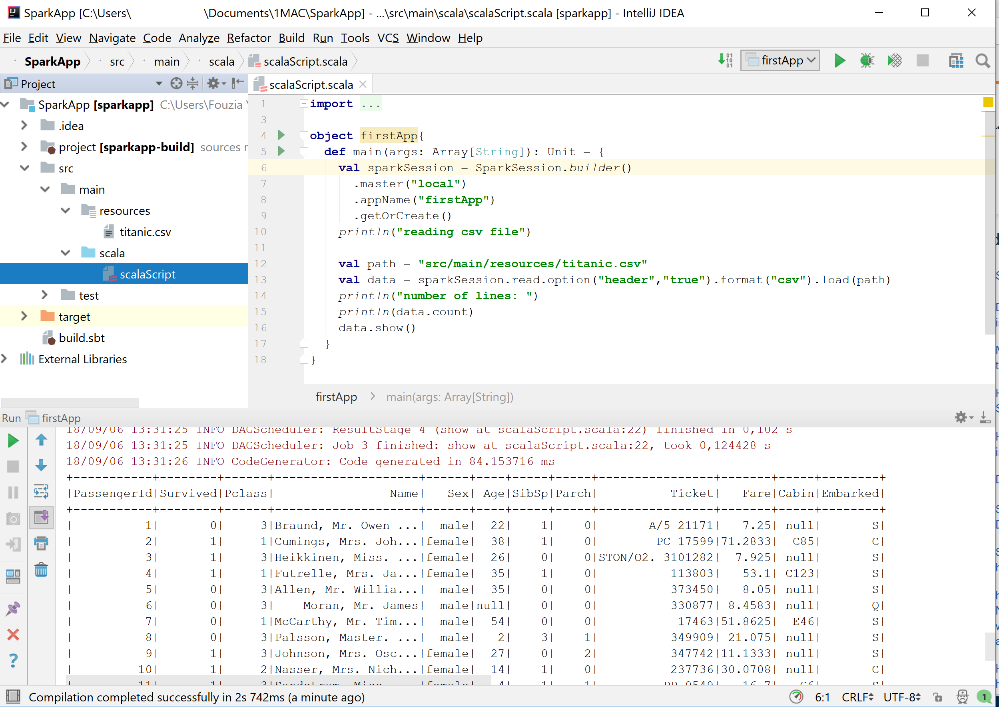 SparkApp [C:\Users\ \Documents\1MAC\SparkApp] - ...\src\main\scala\scalaScript.scala [sparkapp] - IntelliJ IDEA
File Edit View Navigate Code Analyze Refactor Build Run Tools VCS Window Help
SparkApp src main scala scalaScript.scala firstApp
Project
SparkApp [sparkapp] C:\Users\Fouzia
.idea
project [sparkapp-build] sources
src
main
resources
titanic.csv
scala
scalaScript
test
target
build.sbt
External Libraries
scalaScript.scala
1 import ...
3
4 object firstApp{
5 def main(args: Array[String]): Unit = {
6 val sparkSession = SparkSession.builder()
7 .master("local")
8 .appName("firstApp")
9 .getOrCreate()
10 println("reading csv file")
11
12 val path = "src/main/resources/titanic.csv"
13 val data = sparkSession.read.option("header","true").format("csv").load(path)
14 println("number of lines: ")
15 println(data.count)
16 data.show()
17 }
18 }
firstApp main(args: Array[String])
Run firstApp
18/09/06 13:31:25 INFO DAGScheduler: ResultStage 4 (show at scalaScript.scala:22) finished in 0,102 s
18/09/06 13:31:25 INFO DAGScheduler: Job 3 finished: show at scalaScript.scala:22, took 0,124428 s
18/09/06 13:31:26 INFO CodeGenerator: Code generated in 84.153716 ms
+-----------+--------+------+--------------------+------+----+-----+-----+----------------+-------+-----+--------+
|PassengerId|Survived|Pclass|                Name|   Sex| Age|SibSp|Parch|          Ticket|   Fare|Cabin|Embarked|
+-----------+--------+------+--------------------+------+----+-----+-----+----------------+-------+-----+--------+
|          1|       0|     3|Braund, Mr. Owen ...|  male|  22|    1|    0|       A/5 21171|   7.25| null|       S|
|          2|       1|     1|Cumings, Mrs. Joh...|female|  38|    1|    0|        PC 17599|71.2833|  C85|       C|
|          3|       1|     3|Heikkinen, Miss. ...|female|  26|    0|    0|STON/O2. 3101282|  7.925| null|       S|
|          4|       1|     1|Futrelle, Mrs. Ja...|female|  35|    1|    0|          113803|   53.1| C123|       S|
|          5|       0|     3|Allen, Mr. Willia...|  male|  35|    0|    0|          373450|   8.05| null|       S|
|          6|       0|     3|    Moran, Mr. James|  male|null|    0|    0|          330877| 8.4583| null|       Q|
|          7|       0|     1|McCarthy, Mr. Tim...|  male|  54|    0|    0|           17463|51.8625|  E46|       S|
|          8|       0|     3|Palsson, Master. ...|  male|   2|    3|    1|          349909| 21.075| null|       S|
|          9|       1|     3|Johnson, Mrs. Osc...|female|  27|    0|    2|          347742|11.1333| null|       S|
|         10|       1|     2|Nasser, Mrs. Nich...|female|  14|    1|    0|          237736|30.0708| null|       C|
|         11|       1|     3|Sandstrom, Miss. ...|female|   4|    1|    1|         PP 9549|   16.7|   G6|       S|
Compilation completed successfully in 2s 742ms (a minute ago) 6:1 CRLF UTF-8 1